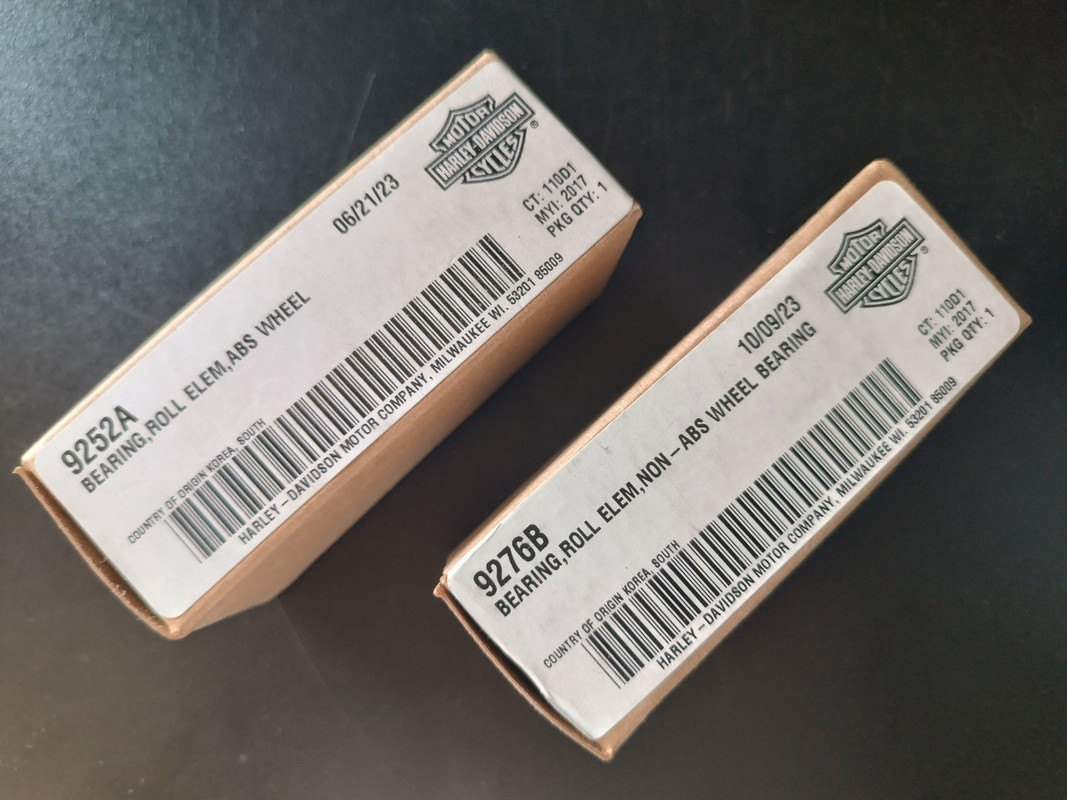 MOTOR
HARLEY-DAVIDSON
CYCLES
®
06/21/23
CT: 110D1
MYI: 2017
PKG QTY: 1
9252A
BEARING,ROLL ELEM,ABS WHEEL
COUNTRY OF ORIGIN KOREA, SOUTH
HARLEY-DAVIDSON MOTOR COMPANY, MILWAUKEE WI. 53201 85009
MOTOR
HARLEY-DAVIDSON
CYCLES
®
10/09/23
CT: 110D1
MYI: 2017
PKG QTY: 1
9276B
BEARING,ROLL ELEM,NON-ABS WHEEL BEARING
COUNTRY OF ORIGIN KOREA, SOUTH
HARLEY-DAVIDSON MOTOR COMPANY, MILWAUKEE WI. 53201 85009